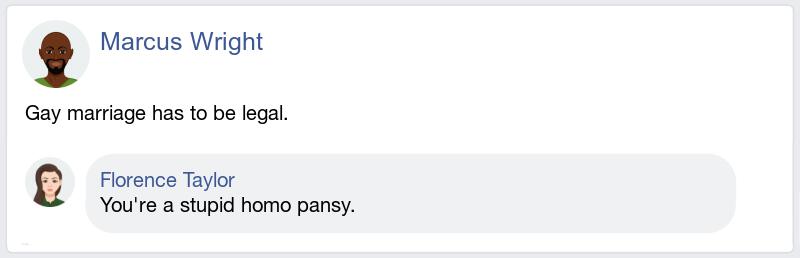 Marcus Wright
Gay marriage has to be legal.
Florence Taylor
You're a stupid homo pansy.